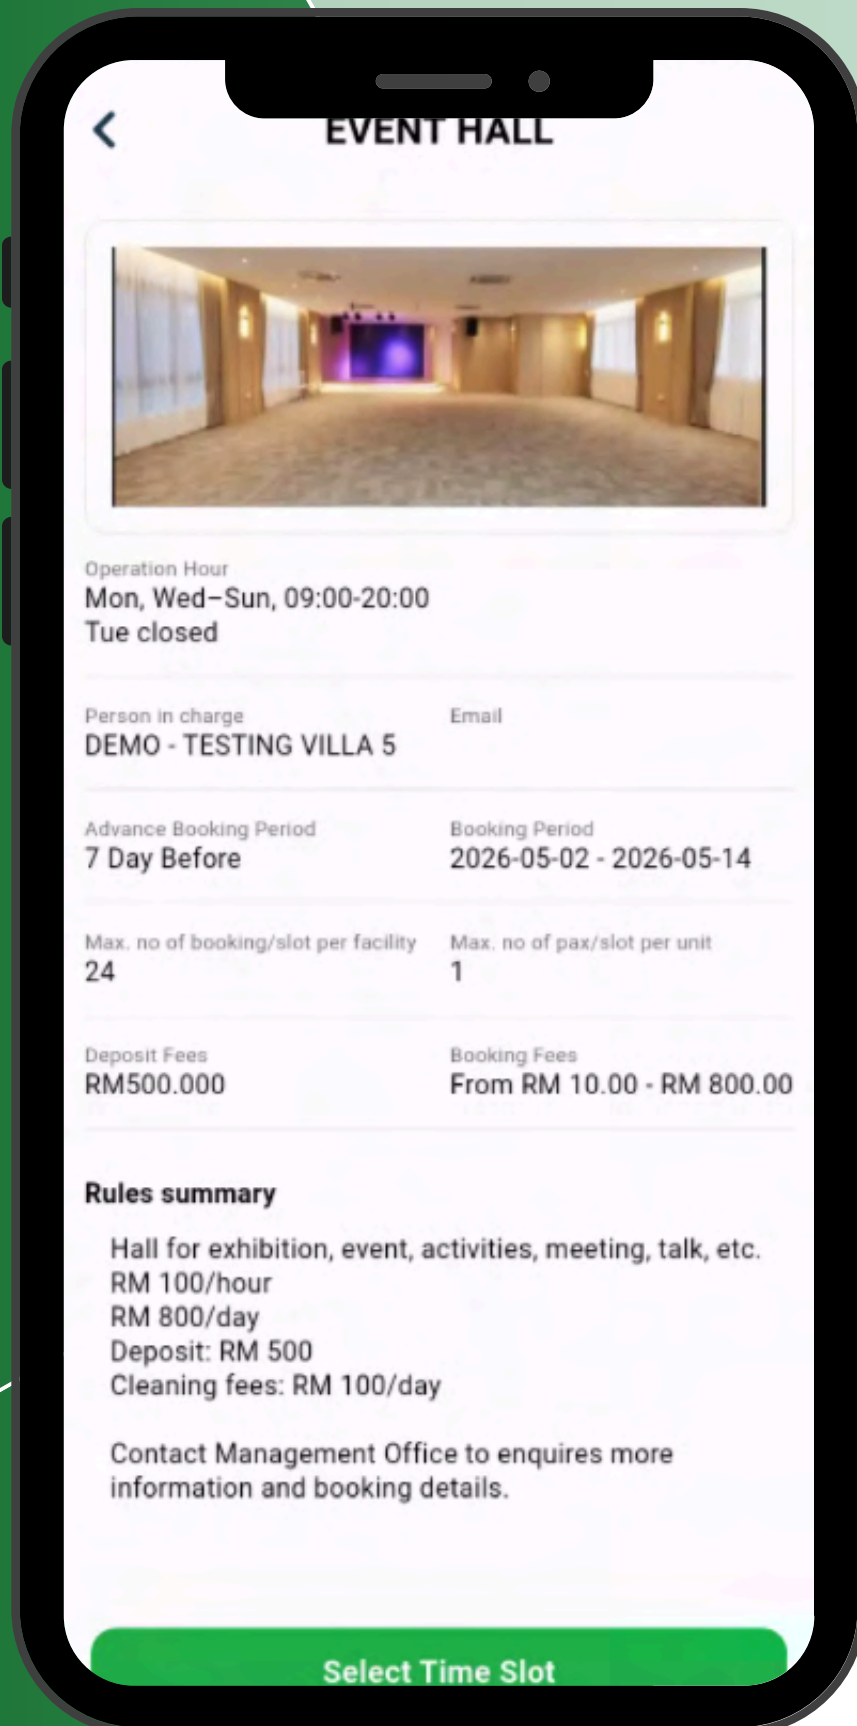 EVENT HALL
Operation Hour
Mon, Wed–Sun, 09:00-20:00
Tue closed
Person in charge
DEMO - TESTING VILLA 5
Email
Advance Booking Period
7 Day Before
Booking Period
2026-05-02 - 2026-05-14
Max. no of booking/slot per facility
24
Max. no of pax/slot per unit
1
Deposit Fees
RM500.000
Booking Fees
From RM 10.00 - RM 800.00
Rules summary
Hall for exhibition, event, activities, meeting, talk, etc.
RM 100/hour
RM 800/day
Deposit: RM 500
Cleaning fees: RM 100/day
Contact Management Office to enquires more
information and booking details.
Select Time Slot